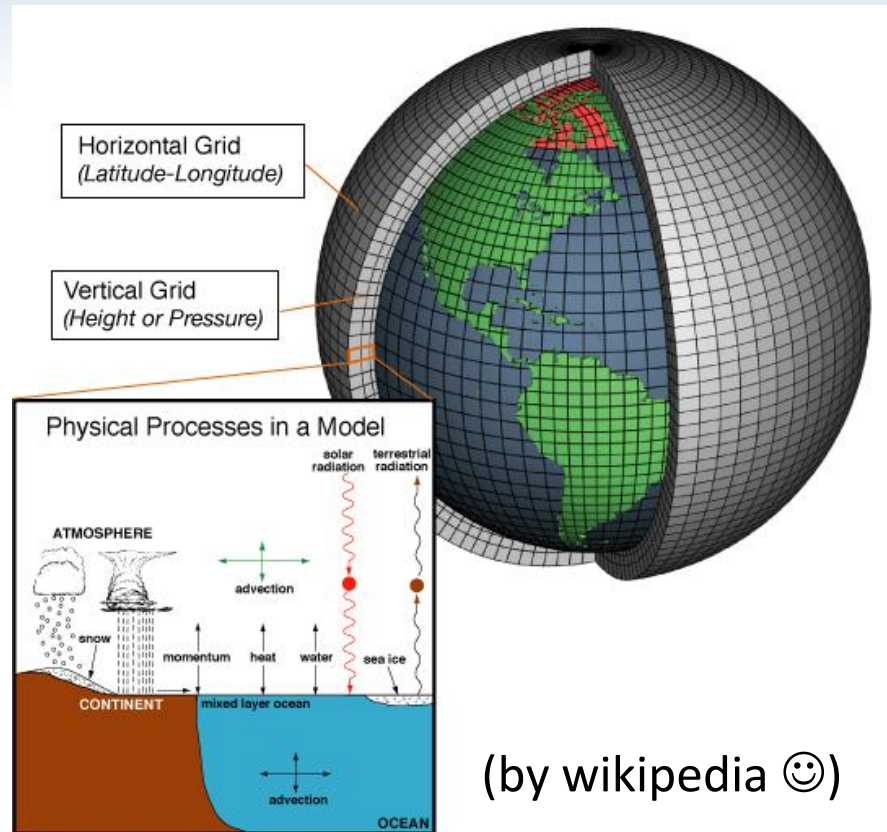 Horizontal Grid
(Latitude-Longitude)
Vertical Grid
(Height or Pressure)
Physical Processes in a Model
solar
radiation
terrestrial
radiation
ATMOSPHERE
advection
snow
momentum
heat
water
sea ice
CONTINENT
mixed layer ocean
advection
OCEAN
(by wikipedia ☺)